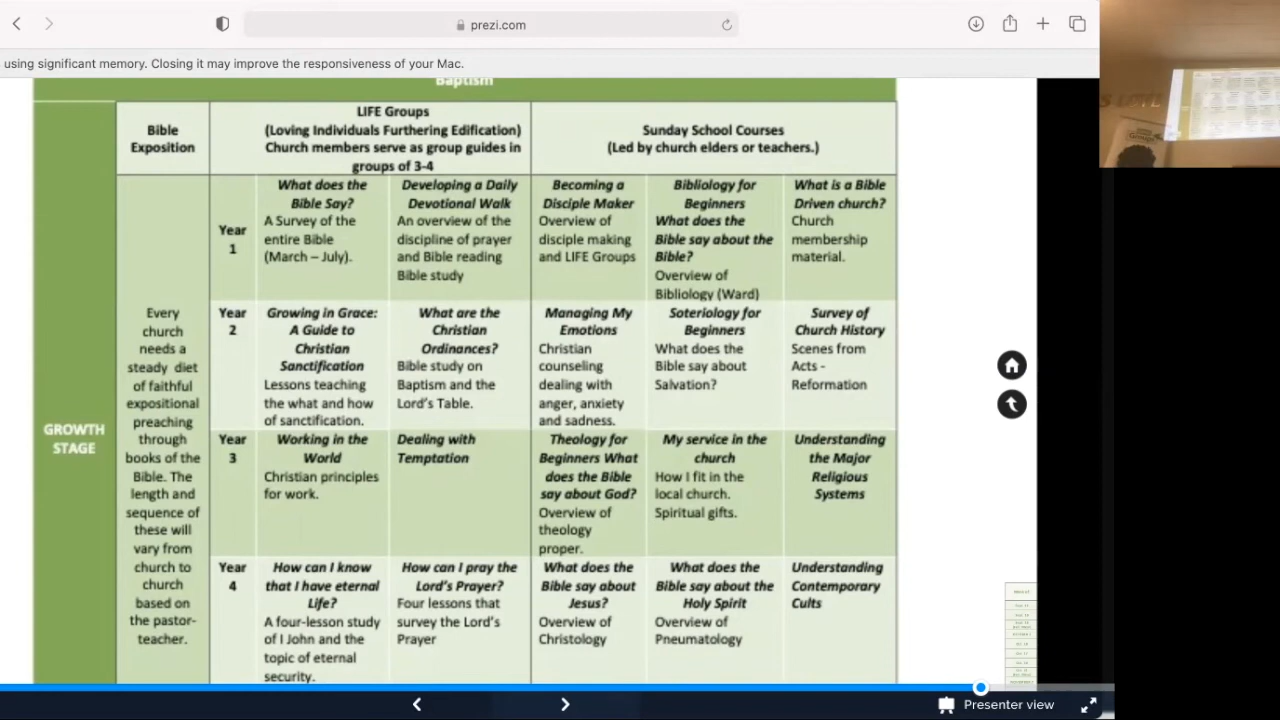 prezi.com
using significant memory. Closing it may improve the responsiveness of your Mac.
Baptism
GROWTH
STAGE
Bible
Exposition
LIFE Groups
(Loving Individuals Furthering Edification)
Church members serve as group guides in
groups of 3-4
Sunday School Courses
(Led by church elders or teachers.)
Every
church
needs a
steady diet
of faithful
expositional
preaching
through
books of the
Bible. The
length and
sequence of
these will
vary from
church to
church
based on
the pastor-
teacher.
Year
1
What does the
Bible Say?
A Survey of the
entire Bible
(March – July).
Developing a Daily
Devotional Walk
An overview of the
discipline of prayer
and Bible reading
Bible study
Becoming a
Disciple Maker
Overview of
disciple making
and LIFE Groups
Bibliology for
Beginners
What does the
Bible say about the
Bible?
Overview of
Bibliology (Ward)
What is a Bible
Driven church?
Church
membership
material.
Year
2
Growing in Grace:
A Guide to
Christian
Sanctification
Lessons teaching
the what and how
of sanctification.
What are the
Christian
Ordinances?
Bible study on
Baptism and the
Lord's Table.
Managing My
Emotions
Christian
counseling
dealing with
anger, anxiety
and sadness.
Soteriology for
Beginners
What does the
Bible say about
Salvation?
Survey of
Church History
Scenes from
Acts -
Reformation
Year
3
Working in the
World
Christian principles
for work.
Dealing with
Temptation
Theology for
Beginners What
does the Bible
say about God?
Overview of
theology
proper.
My service in the
church
How I fit in the
local church.
Spiritual gifts.
Understanding
the Major
Religious
Systems
Year
4
How can I know
that I have eternal
Life?
A four-lesson study
of I John and the
topic of eternal
security.
How can I pray the
Lord's Prayer?
Four lessons that
survey the Lord's
Prayer
What does the
Bible say about
Jesus?
Overview of
Christology
What does the
Bible say about the
Holy Spirit
Overview of
Pneumatology
Understanding
Contemporary
Cults
Presenter view